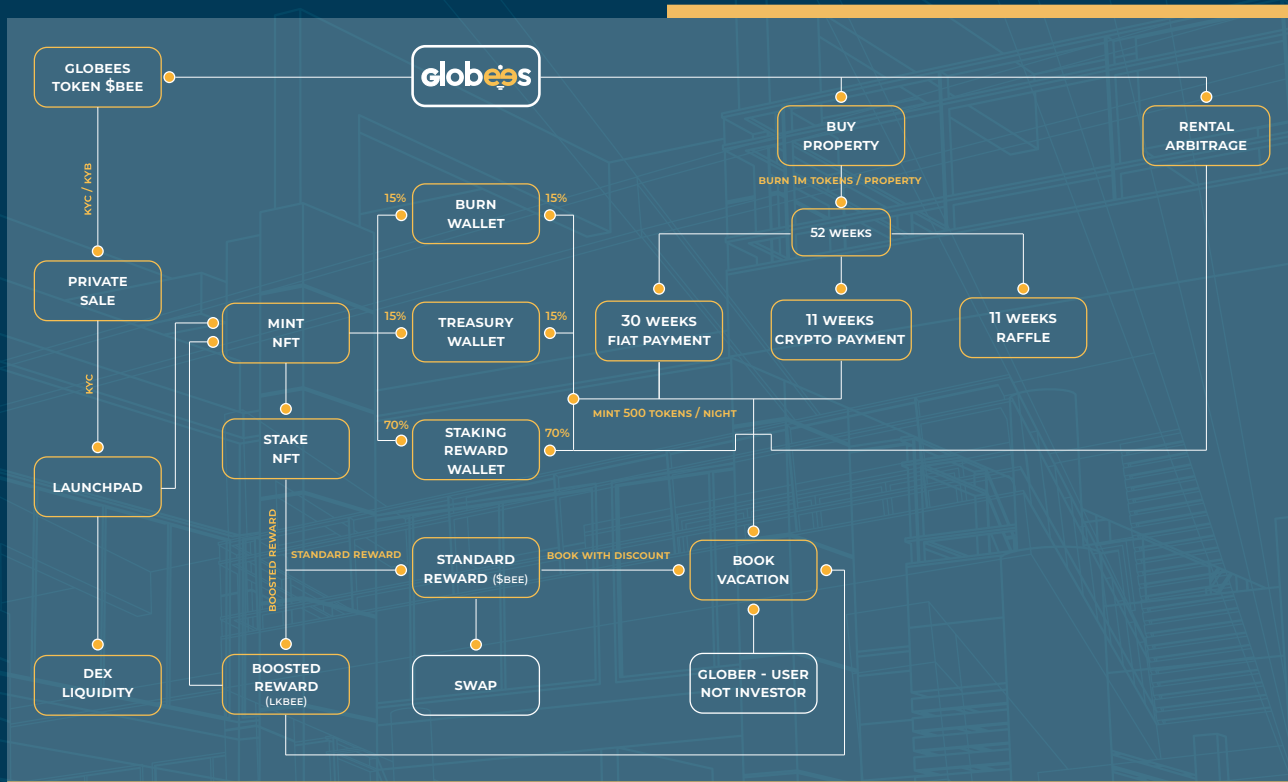 GLOBEES
TOKEN $BEE
globees
BUY
PROPERTY
RENTAL
ARBITRAGE
KYC / KYB
BURN 1M TOKENS / PROPERTY
15%
BURN
WALLET
15%
52 WEEKS
PRIVATE
SALE
MINT
NFT
15%
TREASURY
WALLET
15%
30 WEEKS
FIAT PAYMENT
11 WEEKS
CRYPTO PAYMENT
11 WEEKS
RAFFLE
KYC
MINT 500 TOKENS / NIGHT
STAKE
NFT
70%
STAKING
REWARD
WALLET
70%
LAUNCHPAD
BOOSTED REWARD
STANDARD REWARD
STANDARD
REWARD ($BEE)
BOOK WITH DISCOUNT
BOOK
VACATION
DEX
LIQUIDITY
BOOSTED
REWARD
(LKBEE)
SWAP
GLOBER - USER
NOT INVESTOR